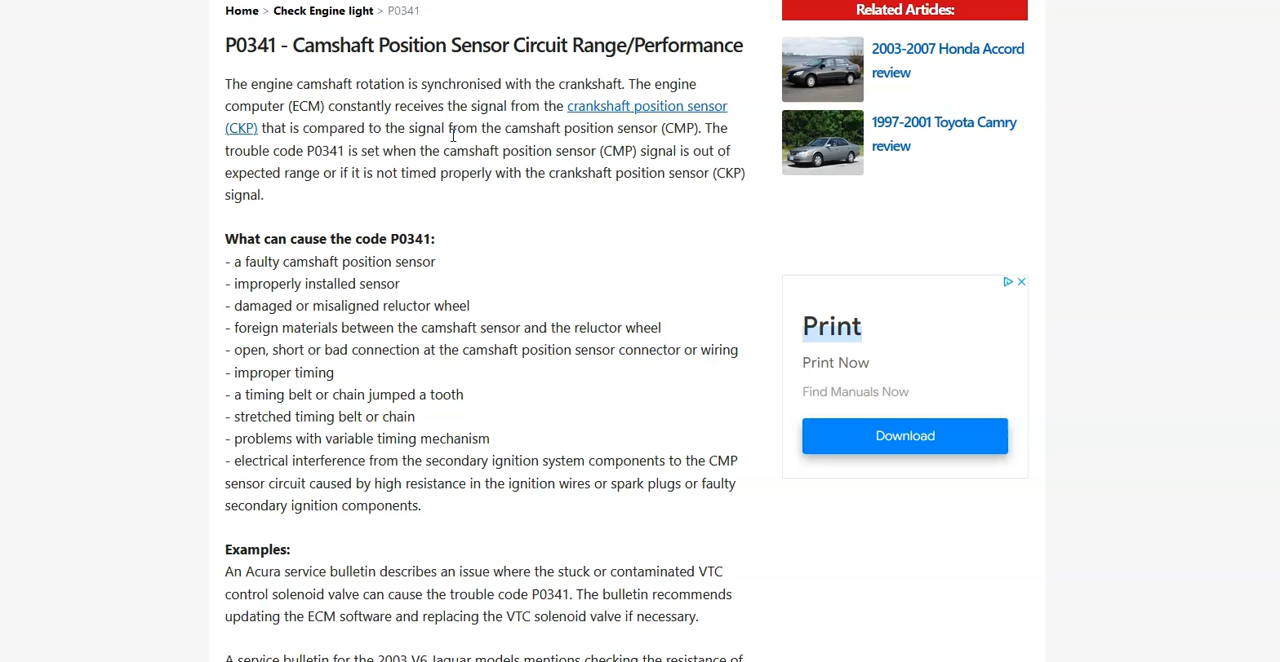 Home > Check Engine light > P0341
P0341 - Camshaft Position Sensor Circuit Range/Performance
The engine camshaft rotation is synchronised with the crankshaft. The engine
computer (ECM) constantly receives the signal from the crankshaft position sensor
(CKP) that is compared to the signal from the camshaft position sensor (CMP). The
trouble code P0341 is set when the camshaft position sensor (CMP) signal is out of
expected range or if it is not timed properly with the crankshaft position sensor (CKP)
signal.
What can cause the code P0341:
- a faulty camshaft position sensor
- improperly installed sensor
- damaged or misaligned reluctor wheel
- foreign materials between the camshaft sensor and the reluctor wheel
- open, short or bad connection at the camshaft position sensor connector or wiring
- improper timing
- a timing belt or chain jumped a tooth
- stretched timing belt or chain
- problems with variable timing mechanism
- electrical interference from the secondary ignition system components to the CMP
sensor circuit caused by high resistance in the ignition wires or spark plugs or faulty
secondary ignition components.
Examples:
An Acura service bulletin describes an issue where the stuck or contaminated VTC
control solenoid valve can cause the trouble code P0341. The bulletin recommends
updating the ECM software and replacing the VTC solenoid valve if necessary.
A service bulletin for the 2003 V6 Jaguar models mentions checking the resistance of
Related Articles:
2003-2007 Honda Accord
review
1997-2001 Toyota Camry
review
Print
Print Now
Find Manuals Now
Download